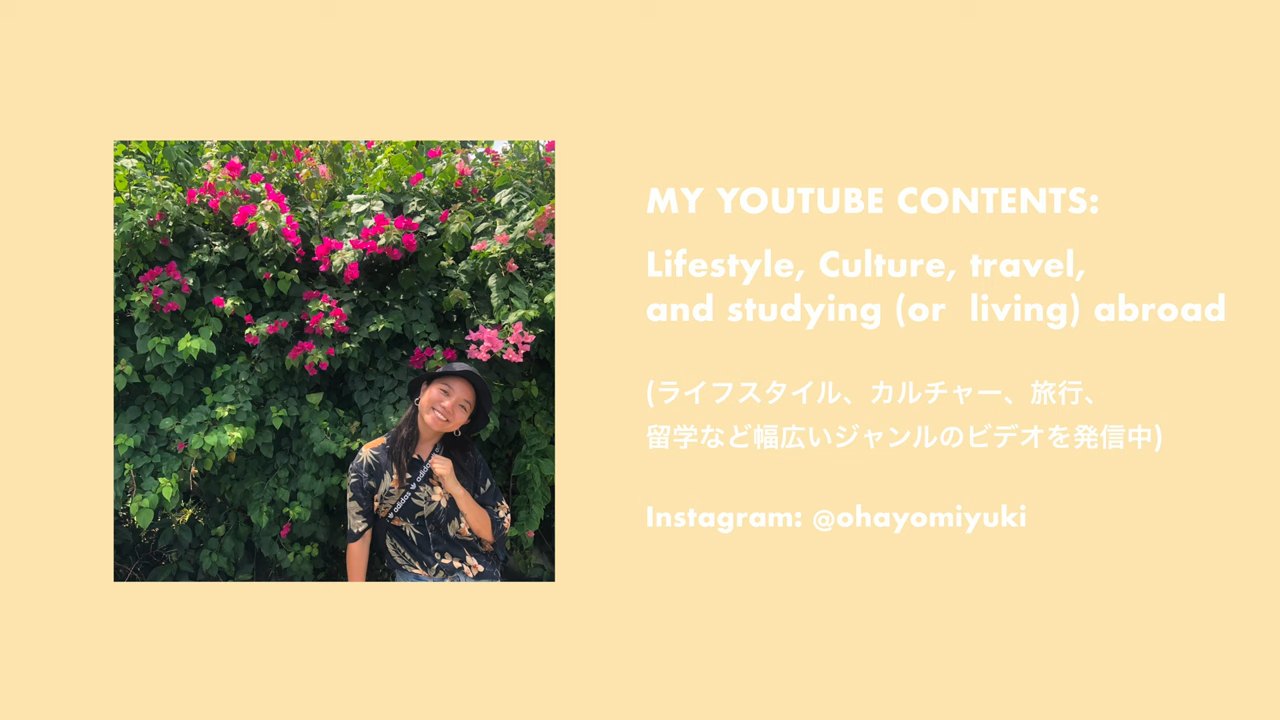 MY YOUTUBE CONTENTS:
Lifestyle, Culture, travel,
and studying (or living) abroad
(ライフスタイル、カルチャー、旅行、
留学など幅広いジャンルのビデオを発信中)
Instagram: @ohayomiyuki
adidas adidas